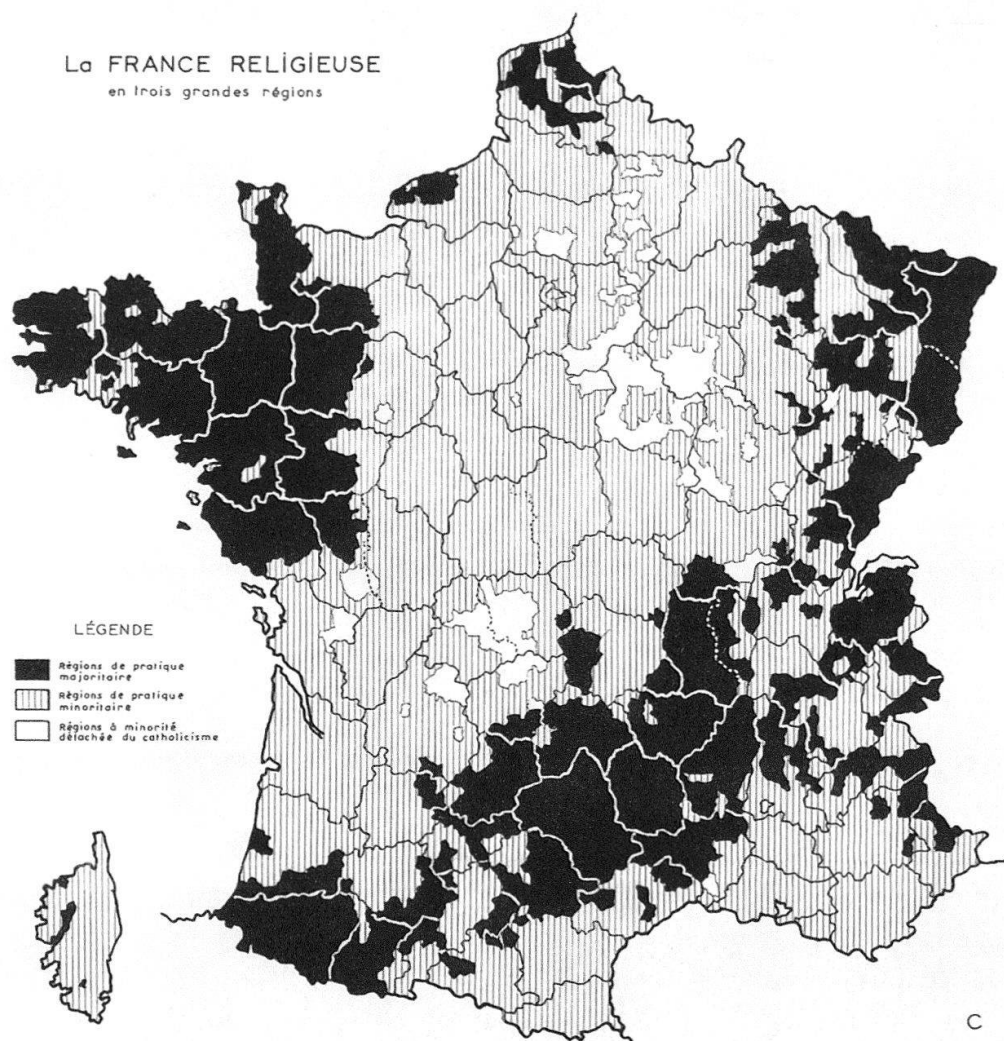 La FRANCE RELIGIEUSE
en trois grandes régions
LÉGENDE
Régions de pratique
majoritaire
Régions de pratique
minoritaire
Régions à minorité
détachée du catholicisme
C